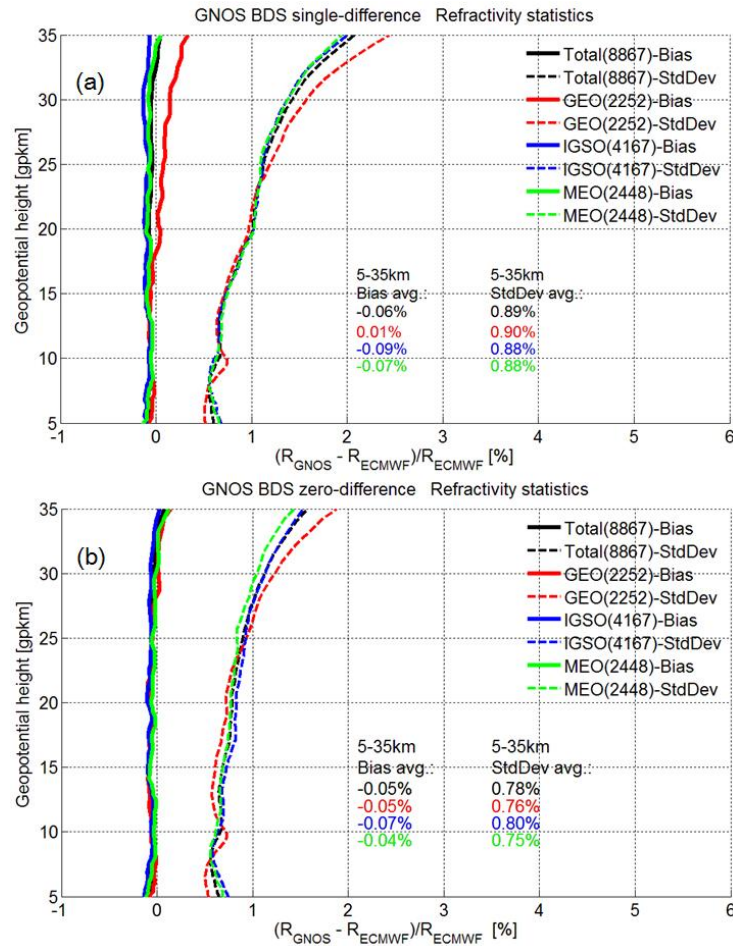 GNOS BDS single-difference Refractivity statistics
(a)
Total(8867)-Bias
Total(8867)-StdDev
GEO(2252)-Bias
GEO(2252)-StdDev
IGSO(4167)-Bias
IGSO(4167)-StdDev
MEO(2448)-Bias
MEO(2448)-StdDev
Geopotential height [gpkm]
35
30
25
20
15
10
5
5-35km 5-35km
Bias avg.: StdDev avg.:
-0.06% 0.89%
0.01% 0.90%
-0.09% 0.88%
-0.07% 0.88%
-1 0 1 2 3 4 5 6
(R_GNOS - R_ECMWF)/R_ECMWF [%]
GNOS BDS zero-difference Refractivity statistics
(b)
Total(8867)-Bias
Total(8867)-StdDev
GEO(2252)-Bias
GEO(2252)-StdDev
IGSO(4167)-Bias
IGSO(4167)-StdDev
MEO(2448)-Bias
MEO(2448)-StdDev
Geopotential height [gpkm]
35
30
25
20
15
10
5
5-35km 5-35km
Bias avg.: StdDev avg.:
-0.05% 0.78%
-0.05% 0.76%
-0.07% 0.80%
-0.04% 0.75%
-1 0 1 2 3 4 5 6
(R_GNOS - R_ECMWF)/R_ECMWF [%]